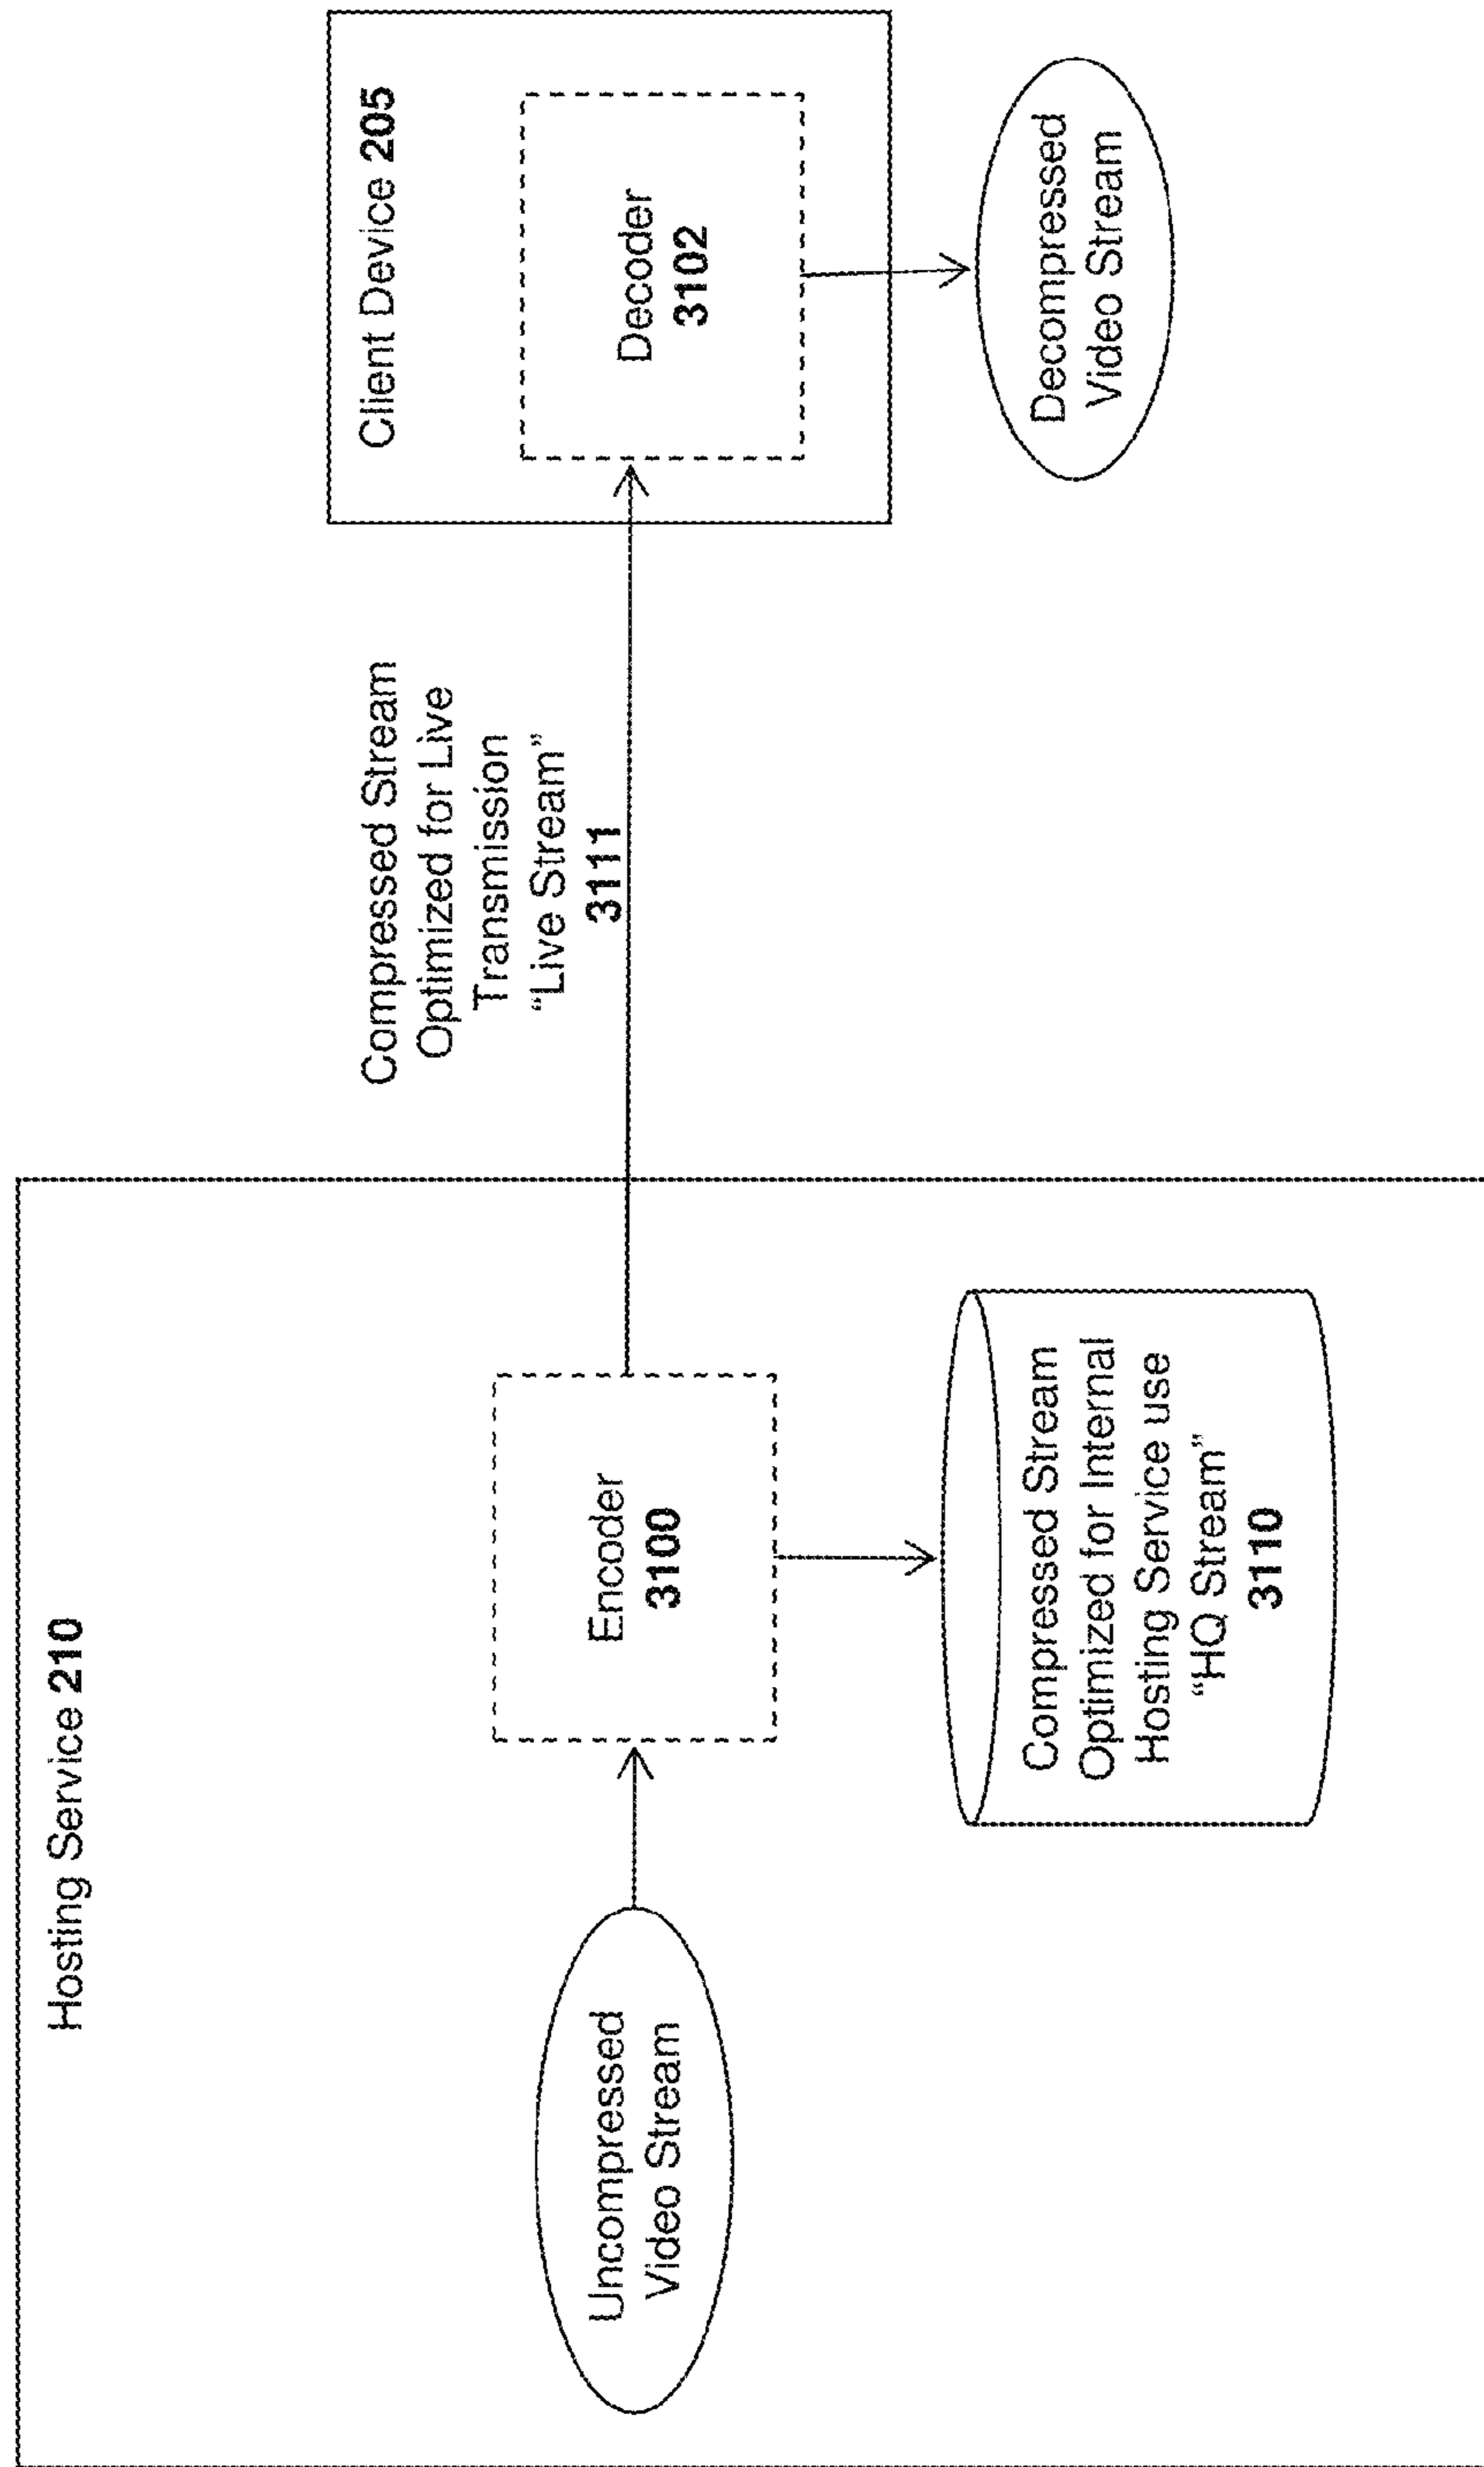 Hosting Service 210
Uncompressed
Video Stream
Encoder
3100
Compressed Stream
Optimized for Internal
Hosting Service use
“HQ Stream”
3110
Compressed Stream
Optimized for Live
Transmission
“Live Stream”
3111
Client Device 205
Decoder
3102
Decompressed
Video Stream